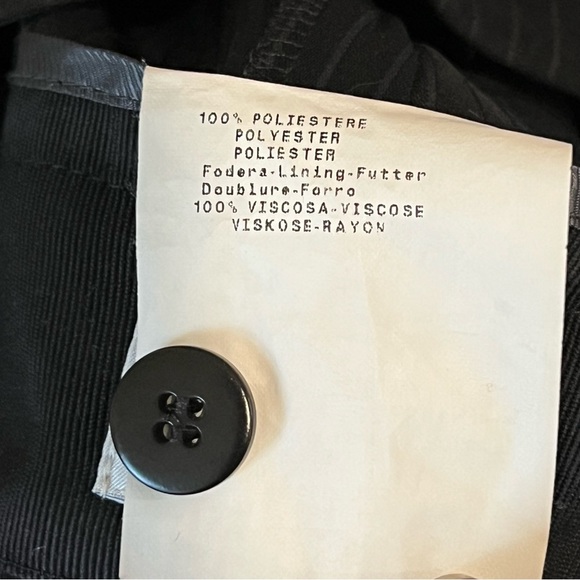 100% POLIESTERE
POLYESTER
POLIESTER
Fodera-Lining-Futter
Doublure-Forro
100% VISCOSA-VISCOSE
VISKOSE-RAYON